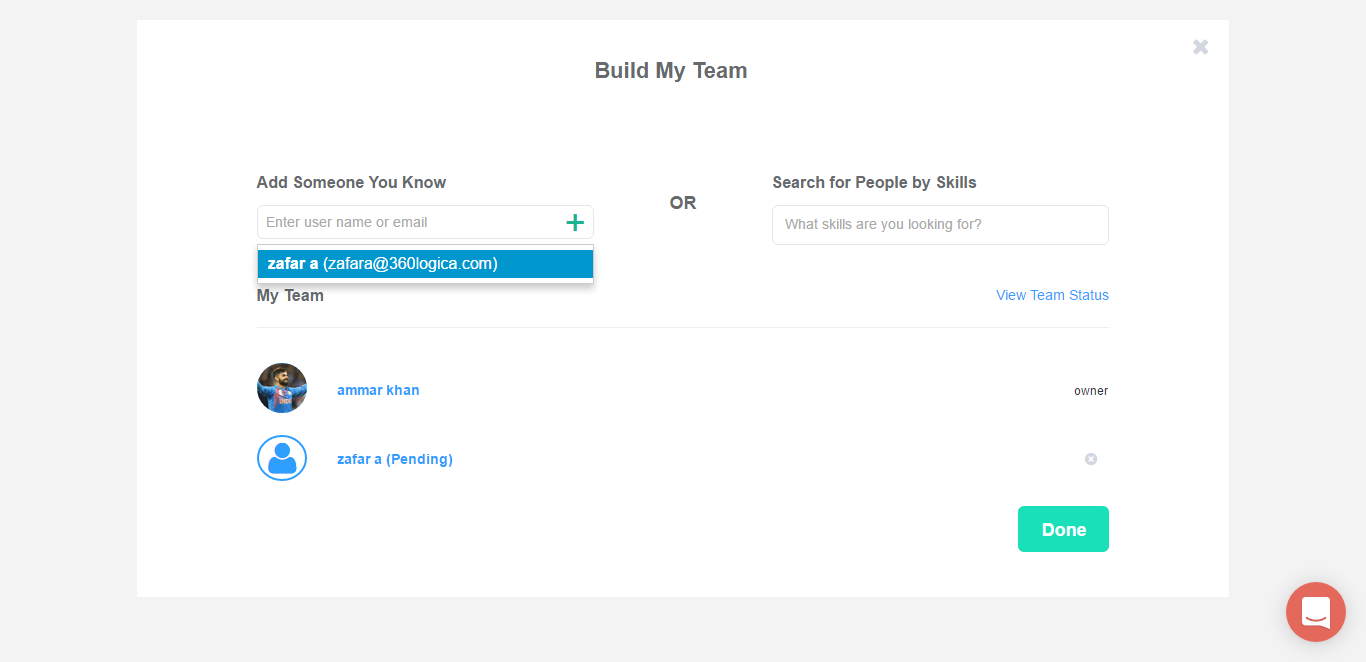 Build My Team
Add Someone You Know
Enter user name or email
zafar a (zafara@360logica.com)
OR
Search for People by Skills
What skills are you looking for?
My Team
View Team Status
ammar khan
owner
zafar a (Pending)
Done